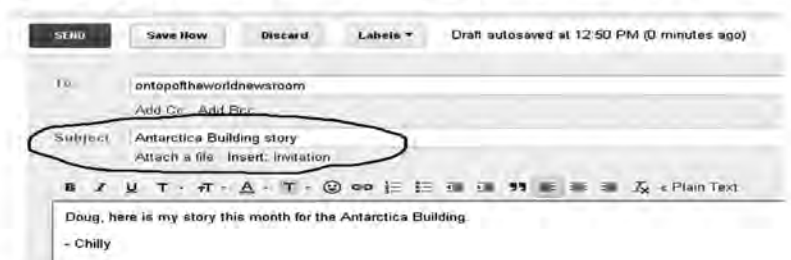 SEND Save Now Discard Labels Draft autosaved at 12:50 PM (0 minutes ago)
To ontopoftheworldnewsroom
Add Cc Add Bcc
Subject Antarctica Building story
Attach a file Insert: Invitation
B I U T T A T Tx « Plain Text
Doug, here is my story this month for the Antarctica Building
- Chilly